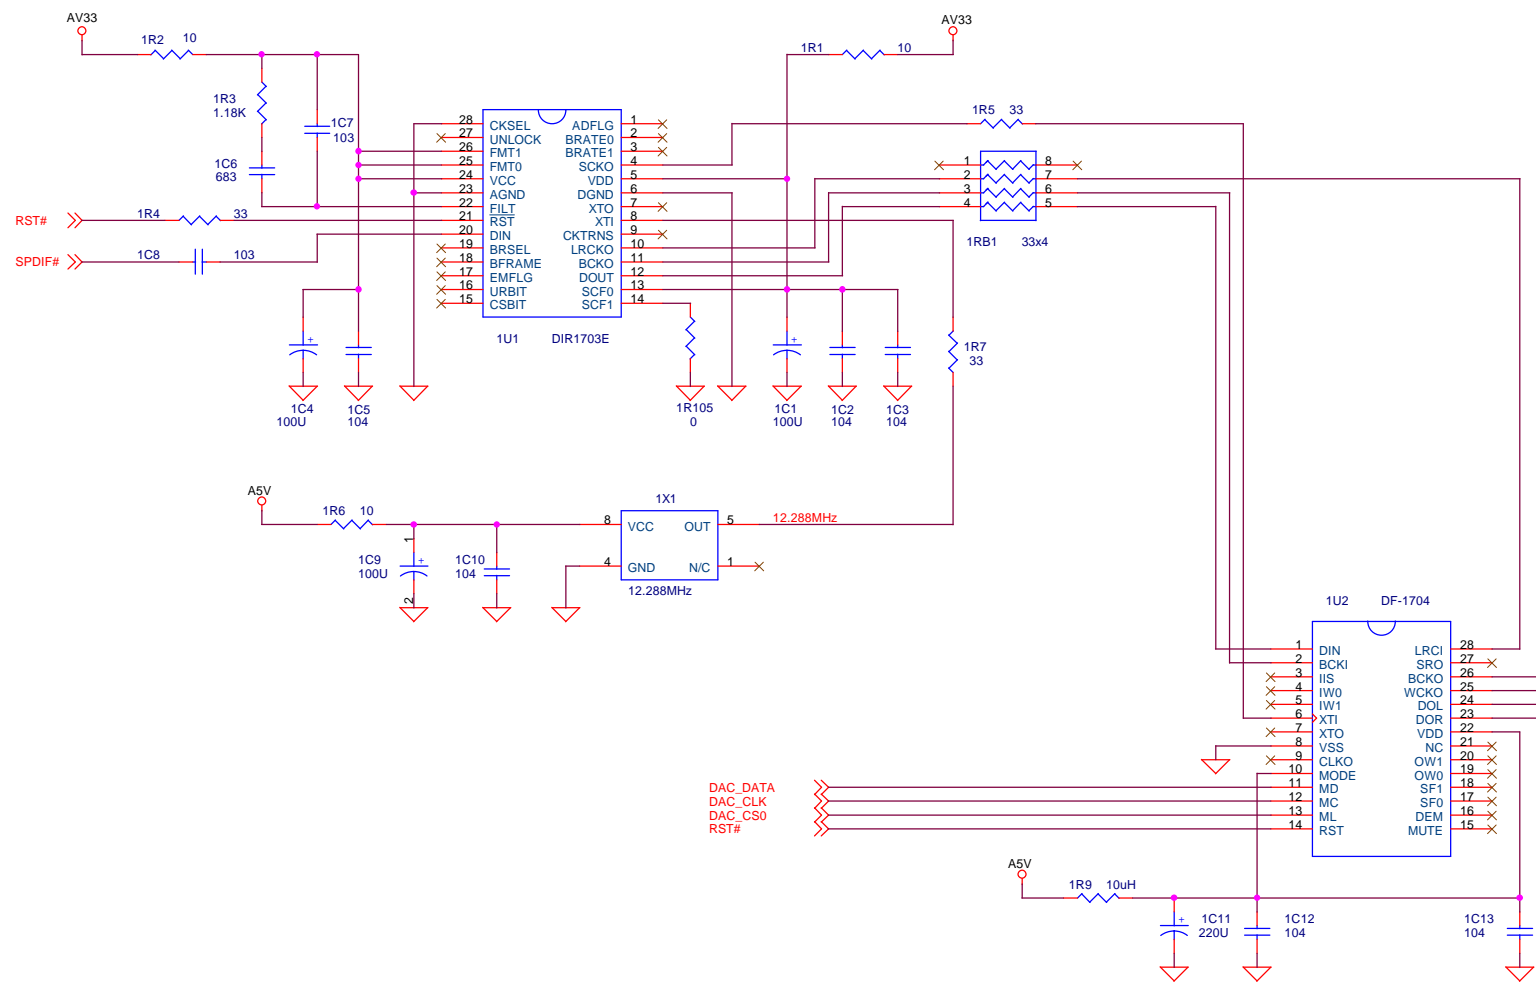 AV33
1R2 10
1R3
1.18K
1C7
103
1C6
683
RST#
1R4 33
SPDIF#
1C8 103
1C4
100U
1C5
104
28 CKSEL
27 UNLOCK
26 FMT1
25 FMT0
24 VCC
23 AGND
22 FILT
21 RST
20 DIN
19 BRSEL
18 BFRAME
17 EMFLG
16 URBIT
15 CSBIT
ADFLG 1
BRATE0 2
BRATE1 3
SCKO 4
VDD 5
DGND 6
XTO 7
XTI 8
CKTRNS 9
LRCKO 10
BCKO 11
DOUT 12
SCF0 13
SCF1 14
1U1 DIR1703E
AV33
1R1 10
1R5 33
1 8
2 7
3 6
4 5
1RB1 33x4
1R7
33
1R105
0
1C1
100U
1C2
104
1C3
104
A5V
1R6 10
1
1C9
100U
2
1C10
104
1X1
8 VCC OUT 5
4 GND N/C 1
12.288MHz
12.288MHz
1U2 DF-1704
1 DIN
2 BCKI
3 IIS
4 IW0
5 IW1
6 XTI
7 XTO
8 VSS
9 CLKO
10 MODE
11 MD
12 MC
13 ML
14 RST
LRCI 28
SRO 27
BCKO 26
WCKO 25
DOL 24
DOR 23
VDD 22
NC 21
OW1 20
OW0 19
SF1 18
SF0 17
DEM 16
MUTE 15
DAC_DATA
DAC_CLK
DAC_CS0
RST#
A5V
1R9 10uH
1C11
220U
1C12
104
1C13
104